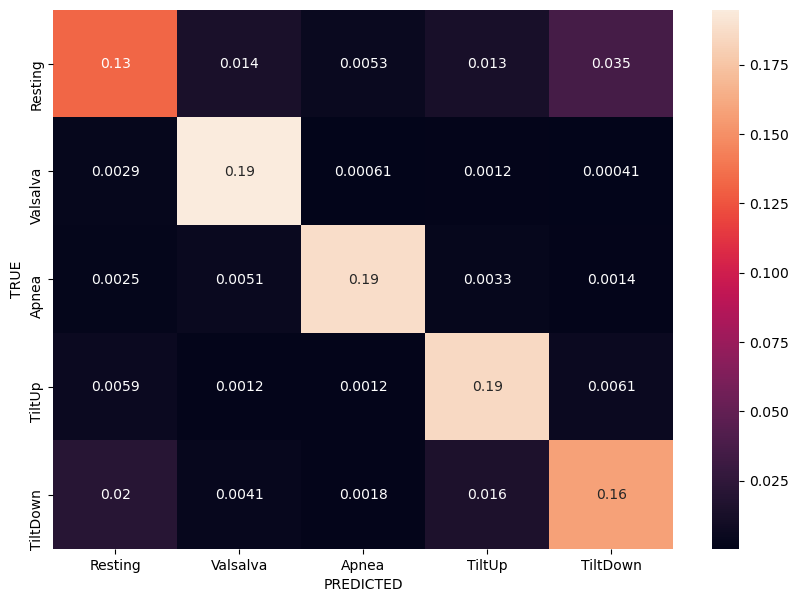 Resting 0.13 0.014 0.0053 0.013 0.035
Valsalva 0.0029 0.19 0.00061 0.0012 0.00041
Apnea 0.0025 0.0051 0.19 0.0033 0.0014
TiltUp 0.0059 0.0012 0.0012 0.19 0.0061
TiltDown 0.02 0.0041 0.0018 0.016 0.16
TRUE
Resting Valsalva Apnea TiltUp TiltDown
PREDICTED
0.175
0.150
0.125
0.100
0.075
0.050
0.025